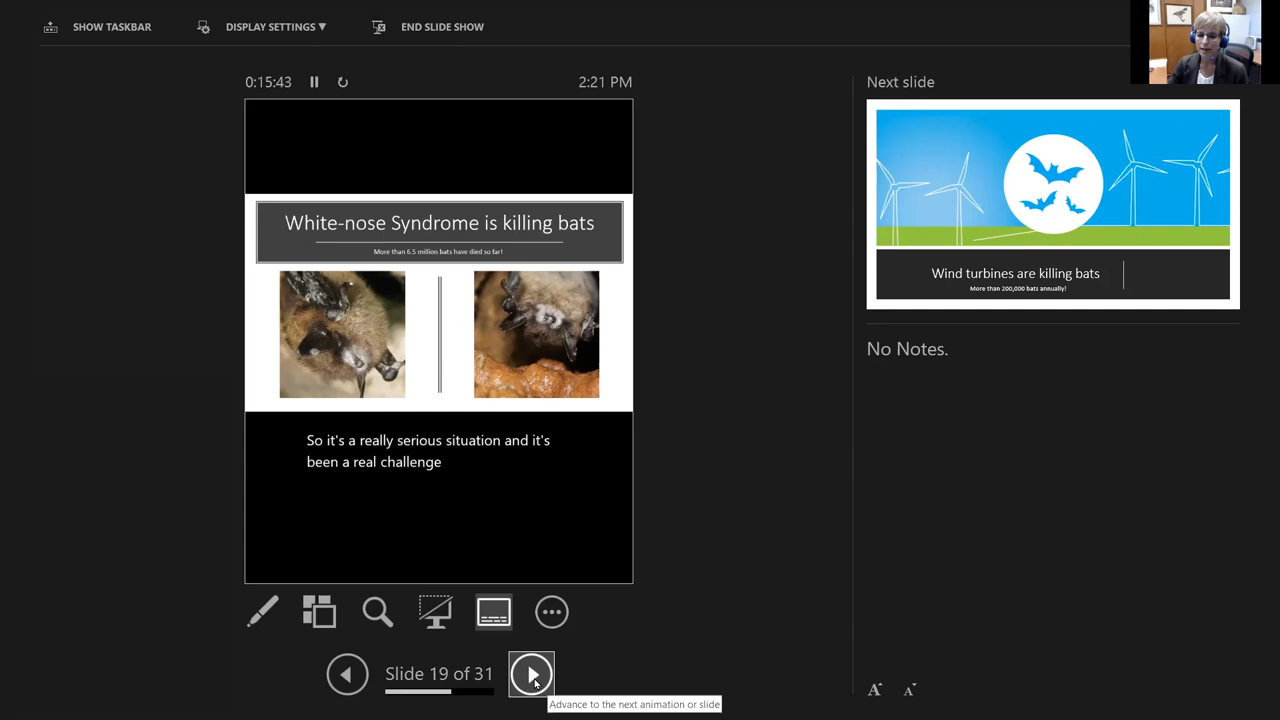 SHOW TASKBAR
DISPLAY SETTINGS ▼
END SLIDE SHOW
0:15:43
2:21 PM
White-nose Syndrome is killing bats
More than 6.5 million bats have died so far!
So it's a really serious situation and it's
been a real challenge
Slide 19 of 31
Advance to the next animation or slide
Next slide
Wind turbines are killing bats
More than 200,000 bats annually!
No Notes.
A A